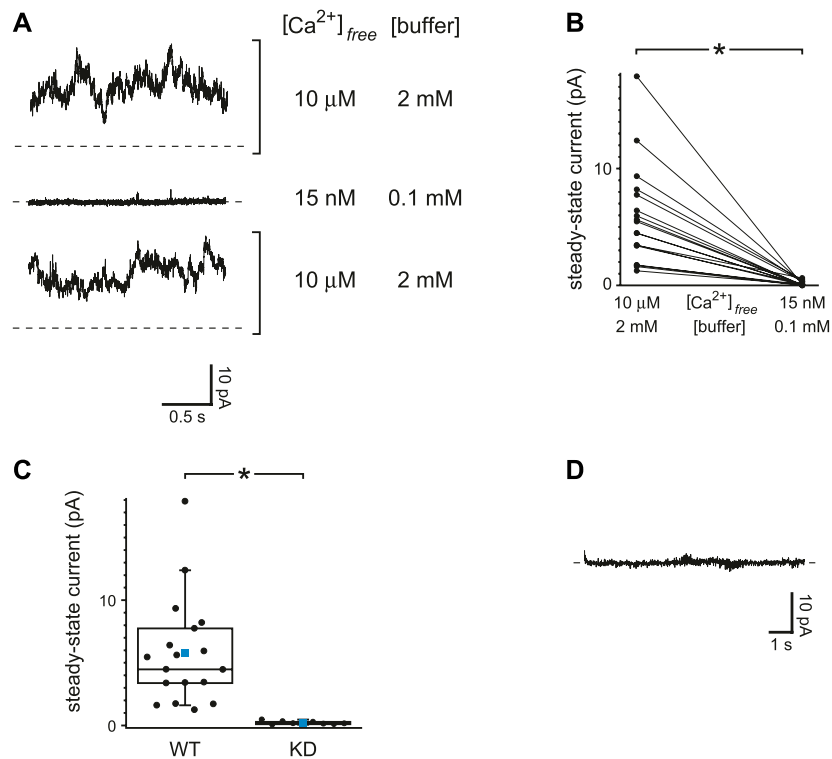 A
[Ca²⁺]free [buffer]
10 µM 2 mM
15 nM 0.1 mM
10 µM 2 mM
10 pA
0.5 s
B
*
steady-state current (pA)
10
0
10 µM [Ca²⁺]free 15 nM
2 mM [buffer] 0.1 mM
C
*
steady-state current (pA)
10
0
WT KD
D
10 pA
1 s